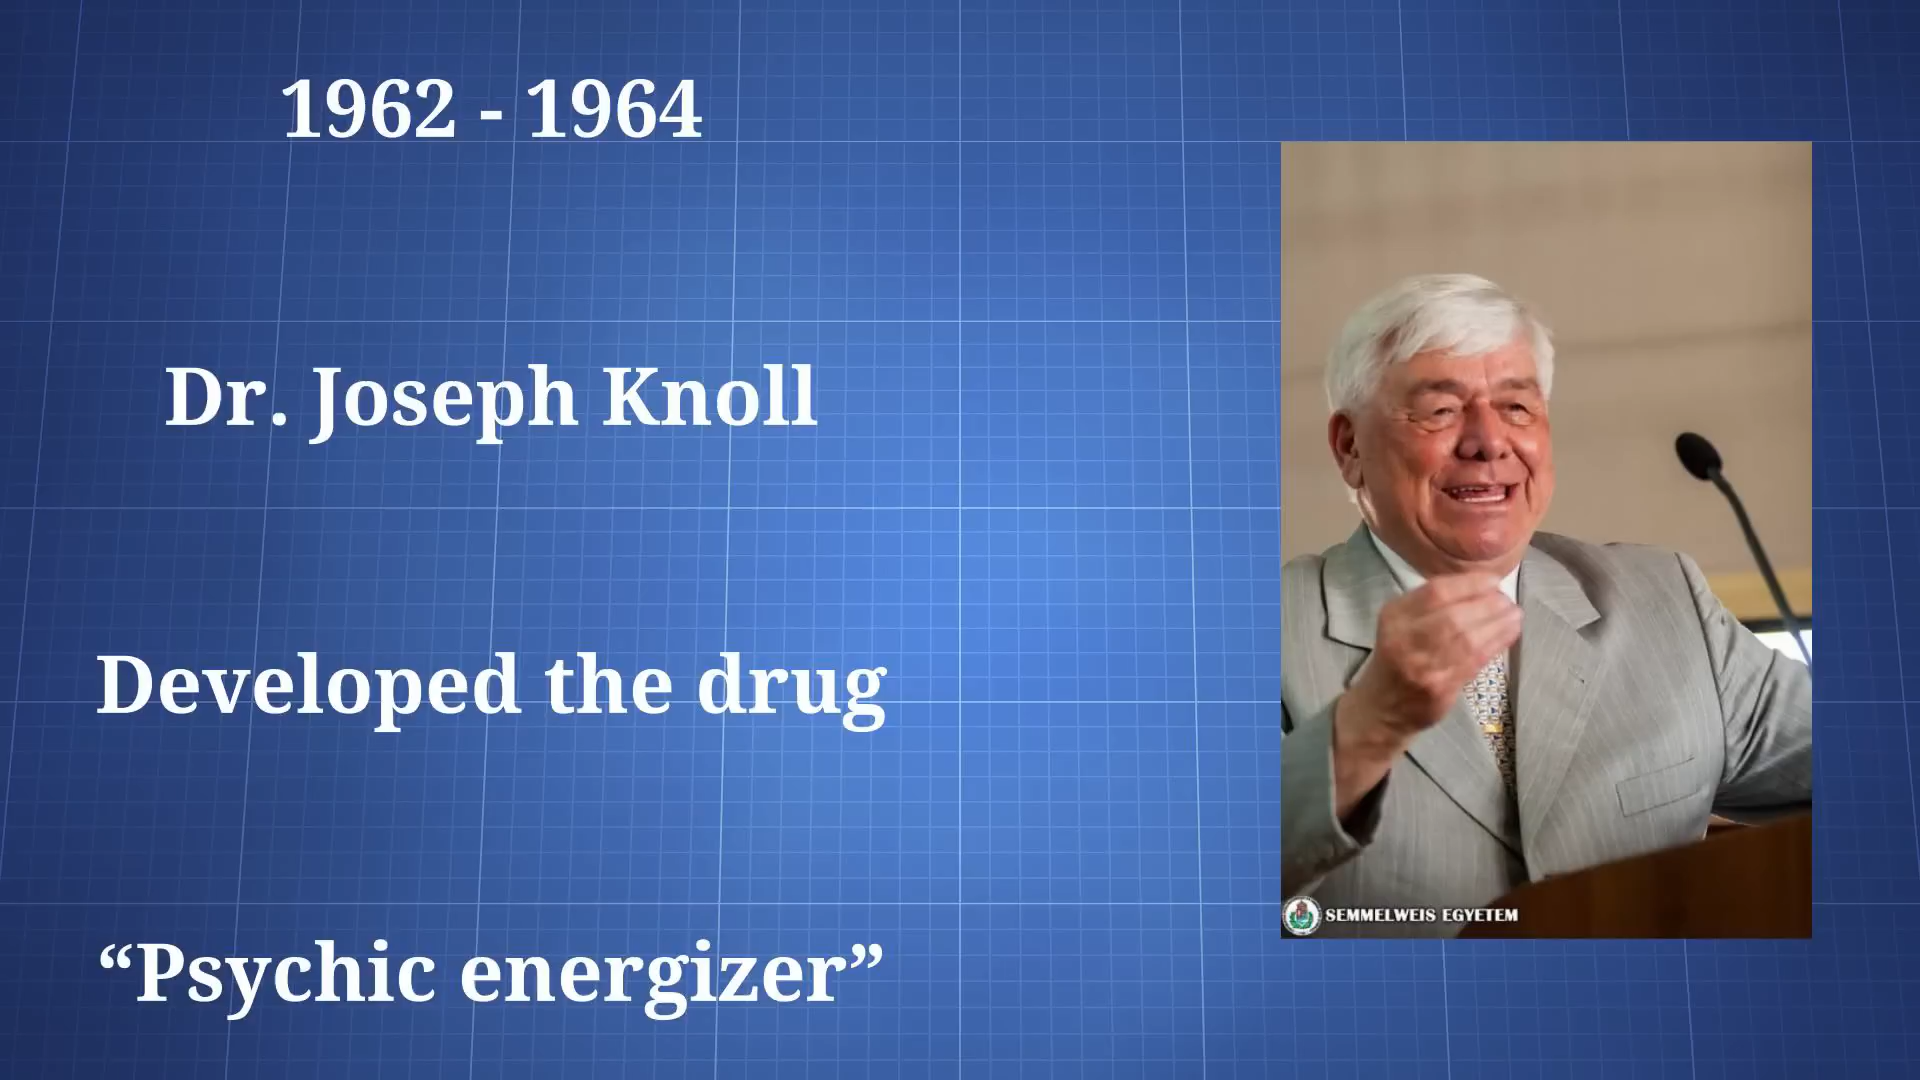 1962 - 1964
Dr. Joseph Knoll
Developed the drug
“Psychic energizer”
SEMMELWEIS EGYETEM